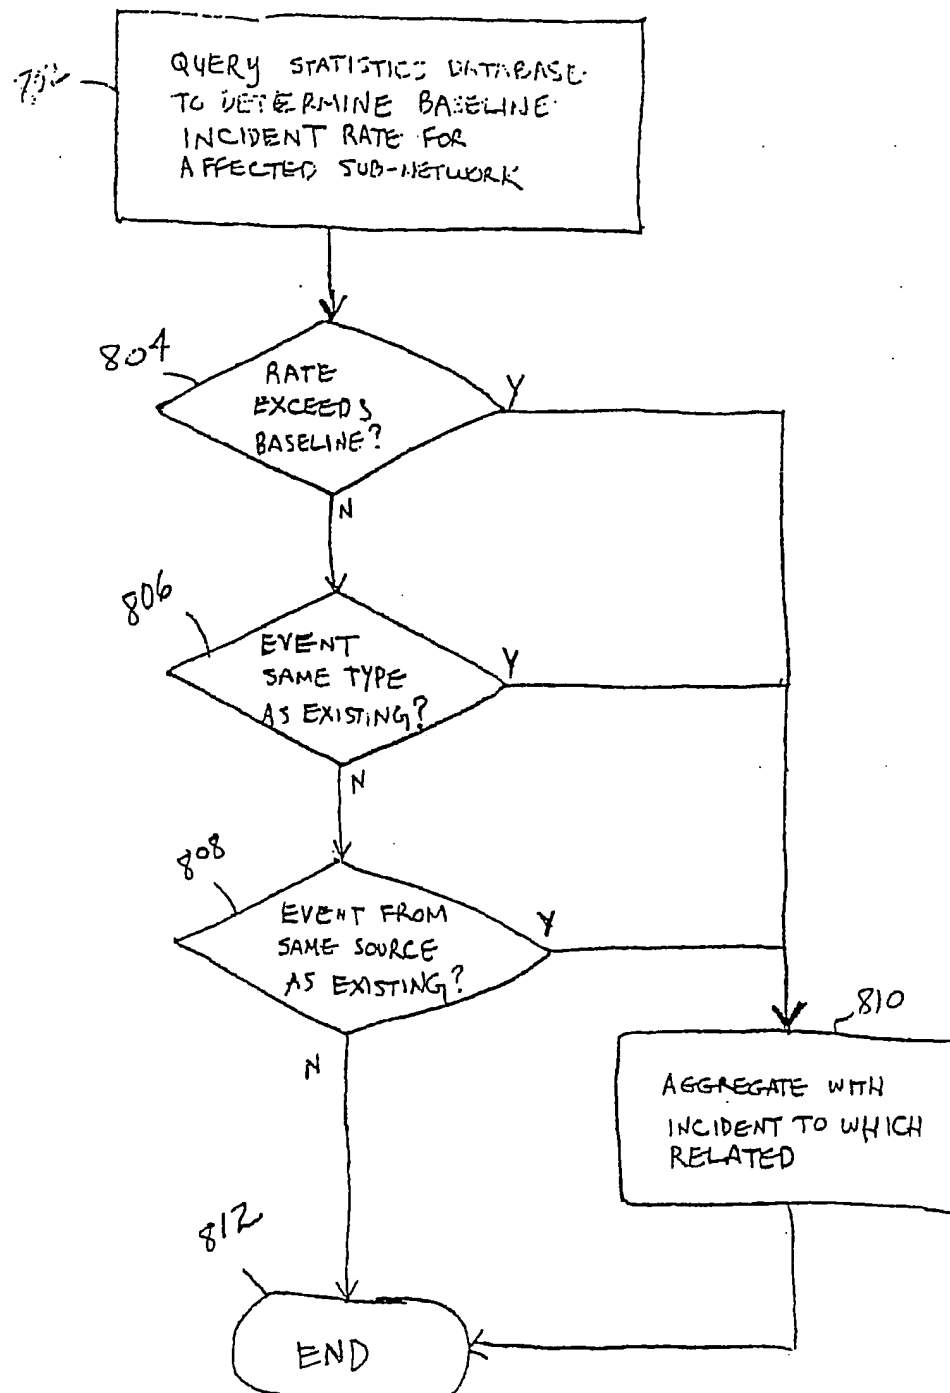 QUERY STATISTICS DATABASE
TO DETERMINE BASELINE
INCIDENT RATE FOR
AFFECTED SUB-NETWORK
804
RATE
EXCEEDS
BASELINE?
Y
N
806
EVENT
SAME TYPE
AS EXISTING?
Y
N
808
EVENT FROM
SAME SOURCE
AS EXISTING?
Y
N
810
AGGREGATE WITH
INCIDENT TO WHICH
RELATED
812
END